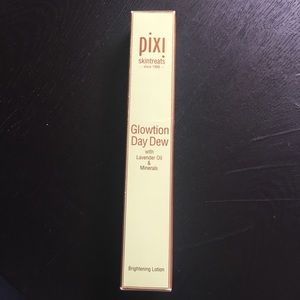 pixi
skintreats
- since 1999 -
Glowtion
Day Dew
with
Lavender Oil
&
Minerals
Brightening Lotion